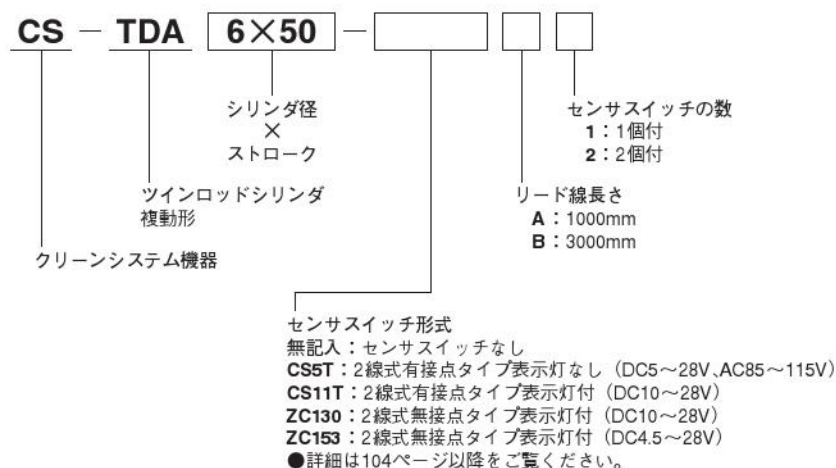 CS － TDA 6×50 －
シリンダ径
×
ストローク
センサスイッチの数
1：1個付
2：2個付
ツインロッドシリンダ
複動形
リード線長さ
A：1000mm
B：3000mm
クリーンシステム機器
センサスイッチ形式
無記入：センサスイッチなし
CS5T：2線式有接点タイプ表示灯なし（DC5〜28V、AC85〜115V）
CS11T：2線式有接点タイプ表示灯付（DC10〜28V）
ZC130：2線式無接点タイプ表示灯付（DC10〜28V）
ZC153：2線式無接点タイプ表示灯付（DC4.5〜28V）
●詳細は104ページ以降をご覧ください。